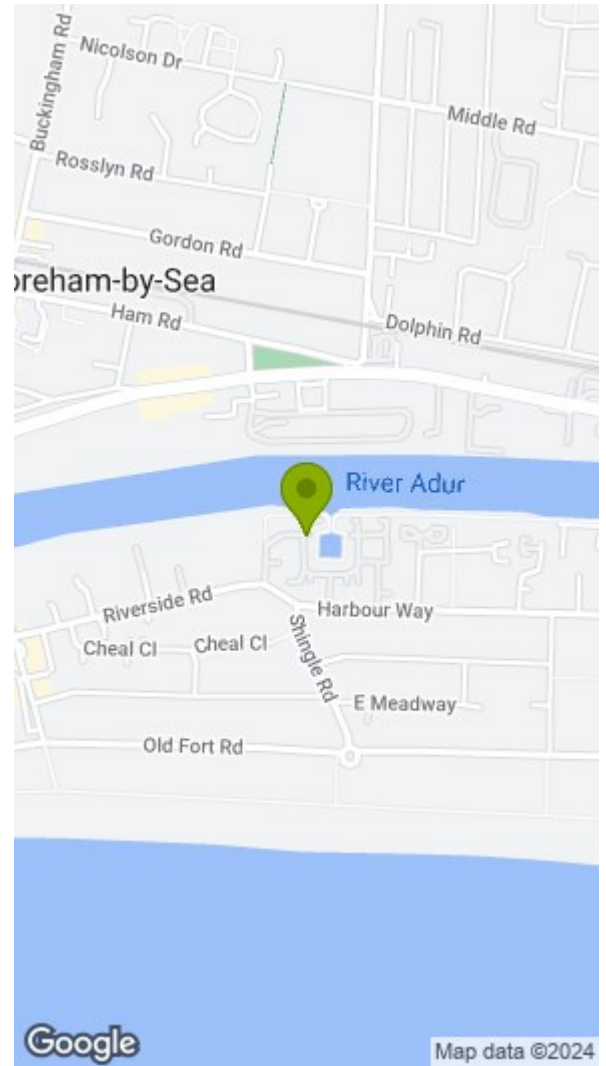 Buckingham Rd
Nicolson Dr
Middle Rd
Rosslyn Rd
Gordon Rd
oreham-by-Sea
Ham Rd
Dolphin Rd
River Adur
Riverside Rd
Harbour Way
Cheal Cl
Cheal Cl
Shingle Rd
E Meadway
Old Fort Rd
Google
Map data ©2024